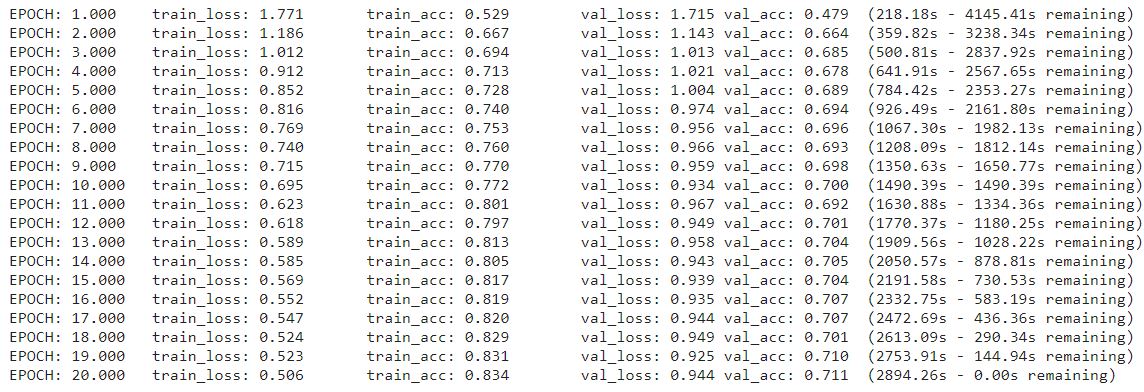 EPOCH: 1.000 train_loss: 1.771 train_acc: 0.529 val_loss: 1.715 val_acc: 0.479 (218.18s - 4145.41s remaining)
EPOCH: 2.000 train_loss: 1.186 train_acc: 0.667 val_loss: 1.143 val_acc: 0.664 (359.82s - 3238.34s remaining)
EPOCH: 3.000 train_loss: 1.012 train_acc: 0.694 val_loss: 1.013 val_acc: 0.685 (500.81s - 2837.92s remaining)
EPOCH: 4.000 train_loss: 0.912 train_acc: 0.713 val_loss: 1.021 val_acc: 0.678 (641.91s - 2567.65s remaining)
EPOCH: 5.000 train_loss: 0.852 train_acc: 0.728 val_loss: 1.004 val_acc: 0.689 (784.42s - 2353.27s remaining)
EPOCH: 6.000 train_loss: 0.816 train_acc: 0.740 val_loss: 0.974 val_acc: 0.694 (926.49s - 2161.80s remaining)
EPOCH: 7.000 train_loss: 0.769 train_acc: 0.753 val_loss: 0.956 val_acc: 0.696 (1067.30s - 1982.13s remaining)
EPOCH: 8.000 train_loss: 0.740 train_acc: 0.760 val_loss: 0.966 val_acc: 0.693 (1208.09s - 1812.14s remaining)
EPOCH: 9.000 train_loss: 0.715 train_acc: 0.770 val_loss: 0.959 val_acc: 0.698 (1350.63s - 1650.77s remaining)
EPOCH: 10.000 train_loss: 0.695 train_acc: 0.772 val_loss: 0.934 val_acc: 0.700 (1490.39s - 1490.39s remaining)
EPOCH: 11.000 train_loss: 0.623 train_acc: 0.801 val_loss: 0.967 val_acc: 0.692 (1630.88s - 1334.36s remaining)
EPOCH: 12.000 train_loss: 0.618 train_acc: 0.797 val_loss: 0.949 val_acc: 0.701 (1770.37s - 1180.25s remaining)
EPOCH: 13.000 train_loss: 0.589 train_acc: 0.813 val_loss: 0.958 val_acc: 0.704 (1909.56s - 1028.22s remaining)
EPOCH: 14.000 train_loss: 0.585 train_acc: 0.805 val_loss: 0.943 val_acc: 0.705 (2050.57s - 878.81s remaining)
EPOCH: 15.000 train_loss: 0.569 train_acc: 0.817 val_loss: 0.939 val_acc: 0.704 (2191.58s - 730.53s remaining)
EPOCH: 16.000 train_loss: 0.552 train_acc: 0.819 val_loss: 0.935 val_acc: 0.707 (2332.75s - 583.19s remaining)
EPOCH: 17.000 train_loss: 0.547 train_acc: 0.820 val_loss: 0.944 val_acc: 0.707 (2472.69s - 436.36s remaining)
EPOCH: 18.000 train_loss: 0.524 train_acc: 0.829 val_loss: 0.949 val_acc: 0.701 (2613.09s - 290.34s remaining)
EPOCH: 19.000 train_loss: 0.523 train_acc: 0.831 val_loss: 0.925 val_acc: 0.710 (2753.91s - 144.94s remaining)
EPOCH: 20.000 train_loss: 0.506 train_acc: 0.834 val_loss: 0.944 val_acc: 0.711 (2894.26s - 0.00s remaining)